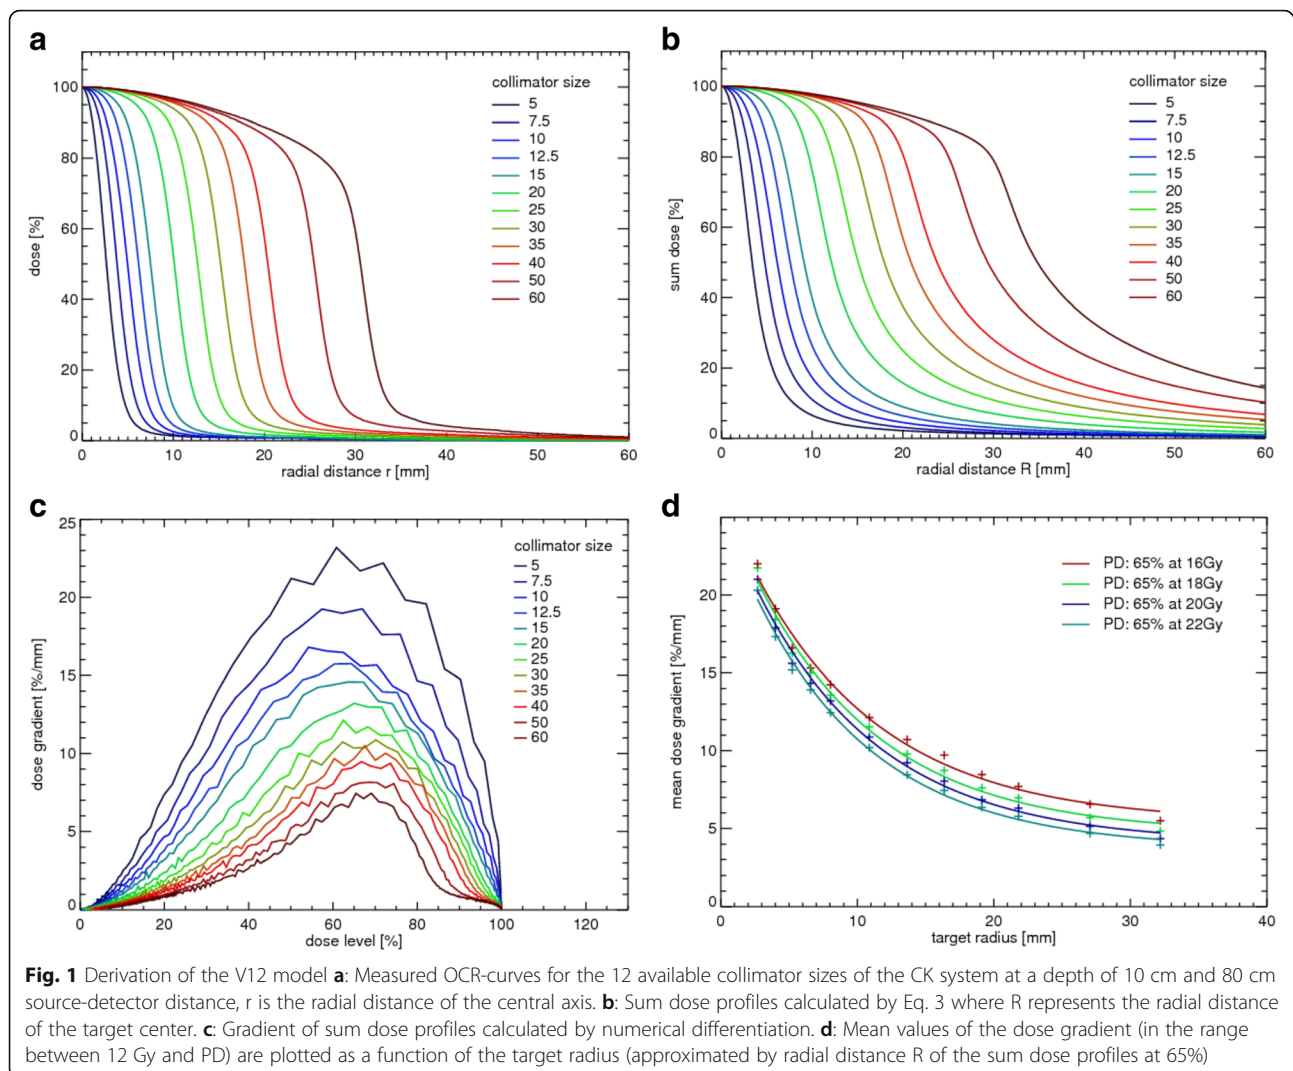 a
100
80
60
40
20
0
dose [%]
0 10 20 30 40 50 60
radial distance r [mm]
collimator size
5
7.5
10
12.5
15
20
25
30
35
40
50
60
b
100
80
60
40
20
0
sum dose [%]
0 10 20 30 40 50 60
radial distance R [mm]
collimator size
5
7.5
10
12.5
15
20
25
30
35
40
50
60
c
25
20
15
10
5
0
dose gradient [%/mm]
0 20 40 60 80 100 120
dose level [%]
collimator size
5
7.5
10
12.5
15
20
25
30
35
40
50
60
d
20
15
10
5
0
mean dose gradient [%/mm]
0 10 20 30 40
target radius [mm]
PD: 65% at 16Gy
PD: 65% at 18Gy
PD: 65% at 20Gy
PD: 65% at 22Gy
Fig. 1 Derivation of the V12 model a: Measured OCR-curves for the 12 available collimator sizes of the CK system at a depth of 10 cm and 80 cm
source-detector distance, r is the radial distance of the central axis. b: Sum dose profiles calculated by Eq. 3 where R represents the radial distance
of the target center. c: Gradient of sum dose profiles calculated by numerical differentiation. d: Mean values of the dose gradient (in the range
between 12 Gy and PD) are plotted as a function of the target radius (approximated by radial distance R of the sum dose profiles at 65%)